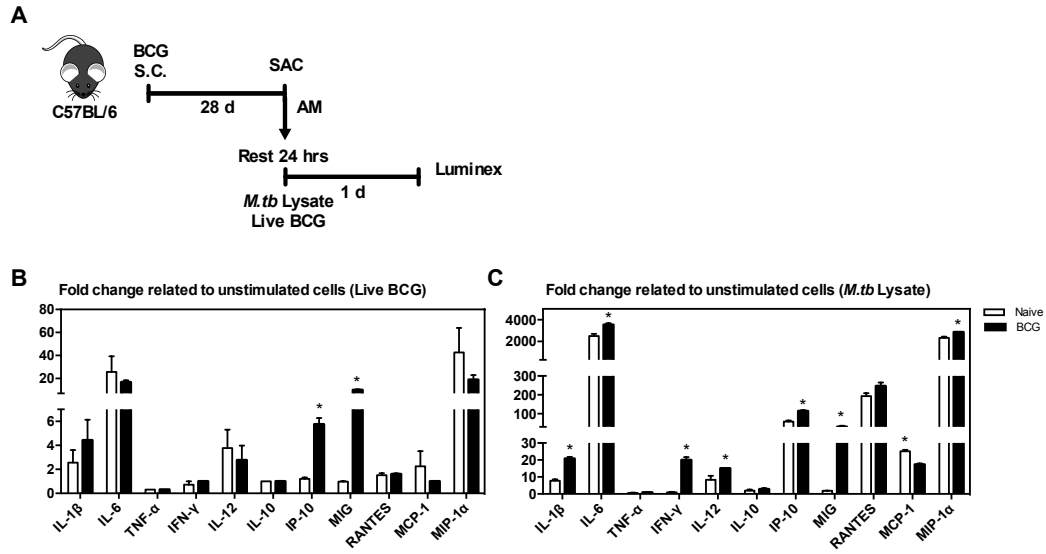 A
BCG
S.C.
SAC
C57BL/6
28 d
AM
Rest 24 hrs
Luminex
1 d
M.tb Lysate
Live BCG
B
Fold change related to unstimulated cells (Live BCG)
80
60
40
20
6
4
2
0
IL-1β
IL-6
TNF-α
IFN-γ
IL-12
IL-10
IP-10
MIG
RANTES
MCP-1
MIP-1α
* *
C
Fold change related to unstimulated cells (M.tb Lysate)
Naive
BCG
4000
2000
300
200
100
20
10
0
* * * * * * * *
IL-1β
IL-6
TNF-α
IFN-γ
IL-12
IL-10
IP-10
MIG
RANTES
MCP-1
MIP-1α